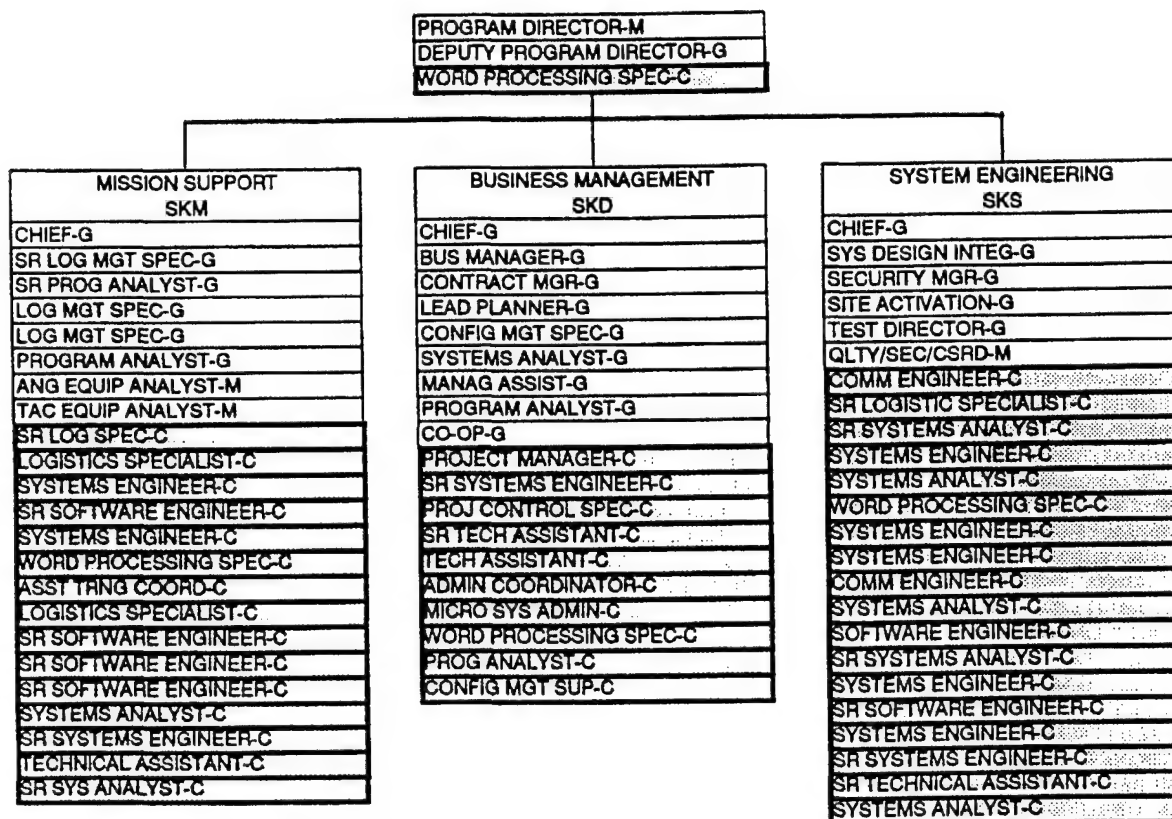 PROGRAM DIRECTOR-M
DEPUTY PROGRAM DIRECTOR-G
WORD PROCESSING SPEC-C
MISSION SUPPORT
SKM
CHIEF-G
SR LOG MGT SPEC-G
SR PROG ANALYST-G
LOG MGT SPEC-G
LOG MGT SPEC-G
PROGRAM ANALYST-G
ANG EQUIP ANALYST-M
TAC EQUIP ANALYST-M
SR LOG SPEC-C
LOGISTICS SPECIALIST-C
SYSTEMS ENGINEER-C
SR SOFTWARE ENGINEER-C
SYSTEMS ENGINEER-C
WORD PROCESSING SPEC-C
ASST TRNG COORD-C
LOGISTICS SPECIALIST-C
SR SOFTWARE ENGINEER-C
SR SOFTWARE ENGINEER-C
SR SOFTWARE ENGINEER-C
SYSTEMS ANALYST-C
SR SYSTEMS ENGINEER-C
TECHNICAL ASSISTANT-C
SR SYS ANALYST-C
BUSINESS MANAGEMENT
SKD
CHIEF-G
BUS MANAGER-G
CONTRACT MGR-G
LEAD PLANNER-G
CONFIG MGT SPEC-G
SYSTEMS ANALYST-G
MANAG ASSIST-G
PROGRAM ANALYST-G
CO-OP-G
PROJECT MANAGER-C
SR SYSTEMS ENGINEER-C
PROJ CONTROL SPEC-C
SR TECH ASSISTANT-C
TECH ASSISTANT-C
ADMIN COORDINATOR-C
MICRO SYS ADMIN-C
WORD PROCESSING SPEC-C
PROG ANALYST-C
CONFIG MGT SUP-C
SYSTEM ENGINEERING
SKS
CHIEF-G
SYS DESIGN INTEG-G
SECURITY MGR-G
SITE ACTIVATION-G
TEST DIRECTOR-G
QLTY/SEC/CSRD-M
COMM ENGINEER-C
SR LOGISTIC SPECIALIST-C
SR SYSTEMS ANALYST-C
SYSTEMS ENGINEER-C
SYSTEMS ANALYST-C
WORD PROCESSING SPEC-C
SYSTEMS ENGINEER-C
SYSTEMS ENGINEER-C
COMM ENGINEER-C
SYSTEMS ANALYST-C
SOFTWARE ENGINEER-C
SR SYSTEMS ANALYST-C
SYSTEMS ENGINEER-C
SR SOFTWARE ENGINEER-C
SYSTEMS ENGINEER-C
SR SYSTEMS ENGINEER-C
SR TECHNICAL ASSISTANT-C
SYSTEMS ANALYST-C